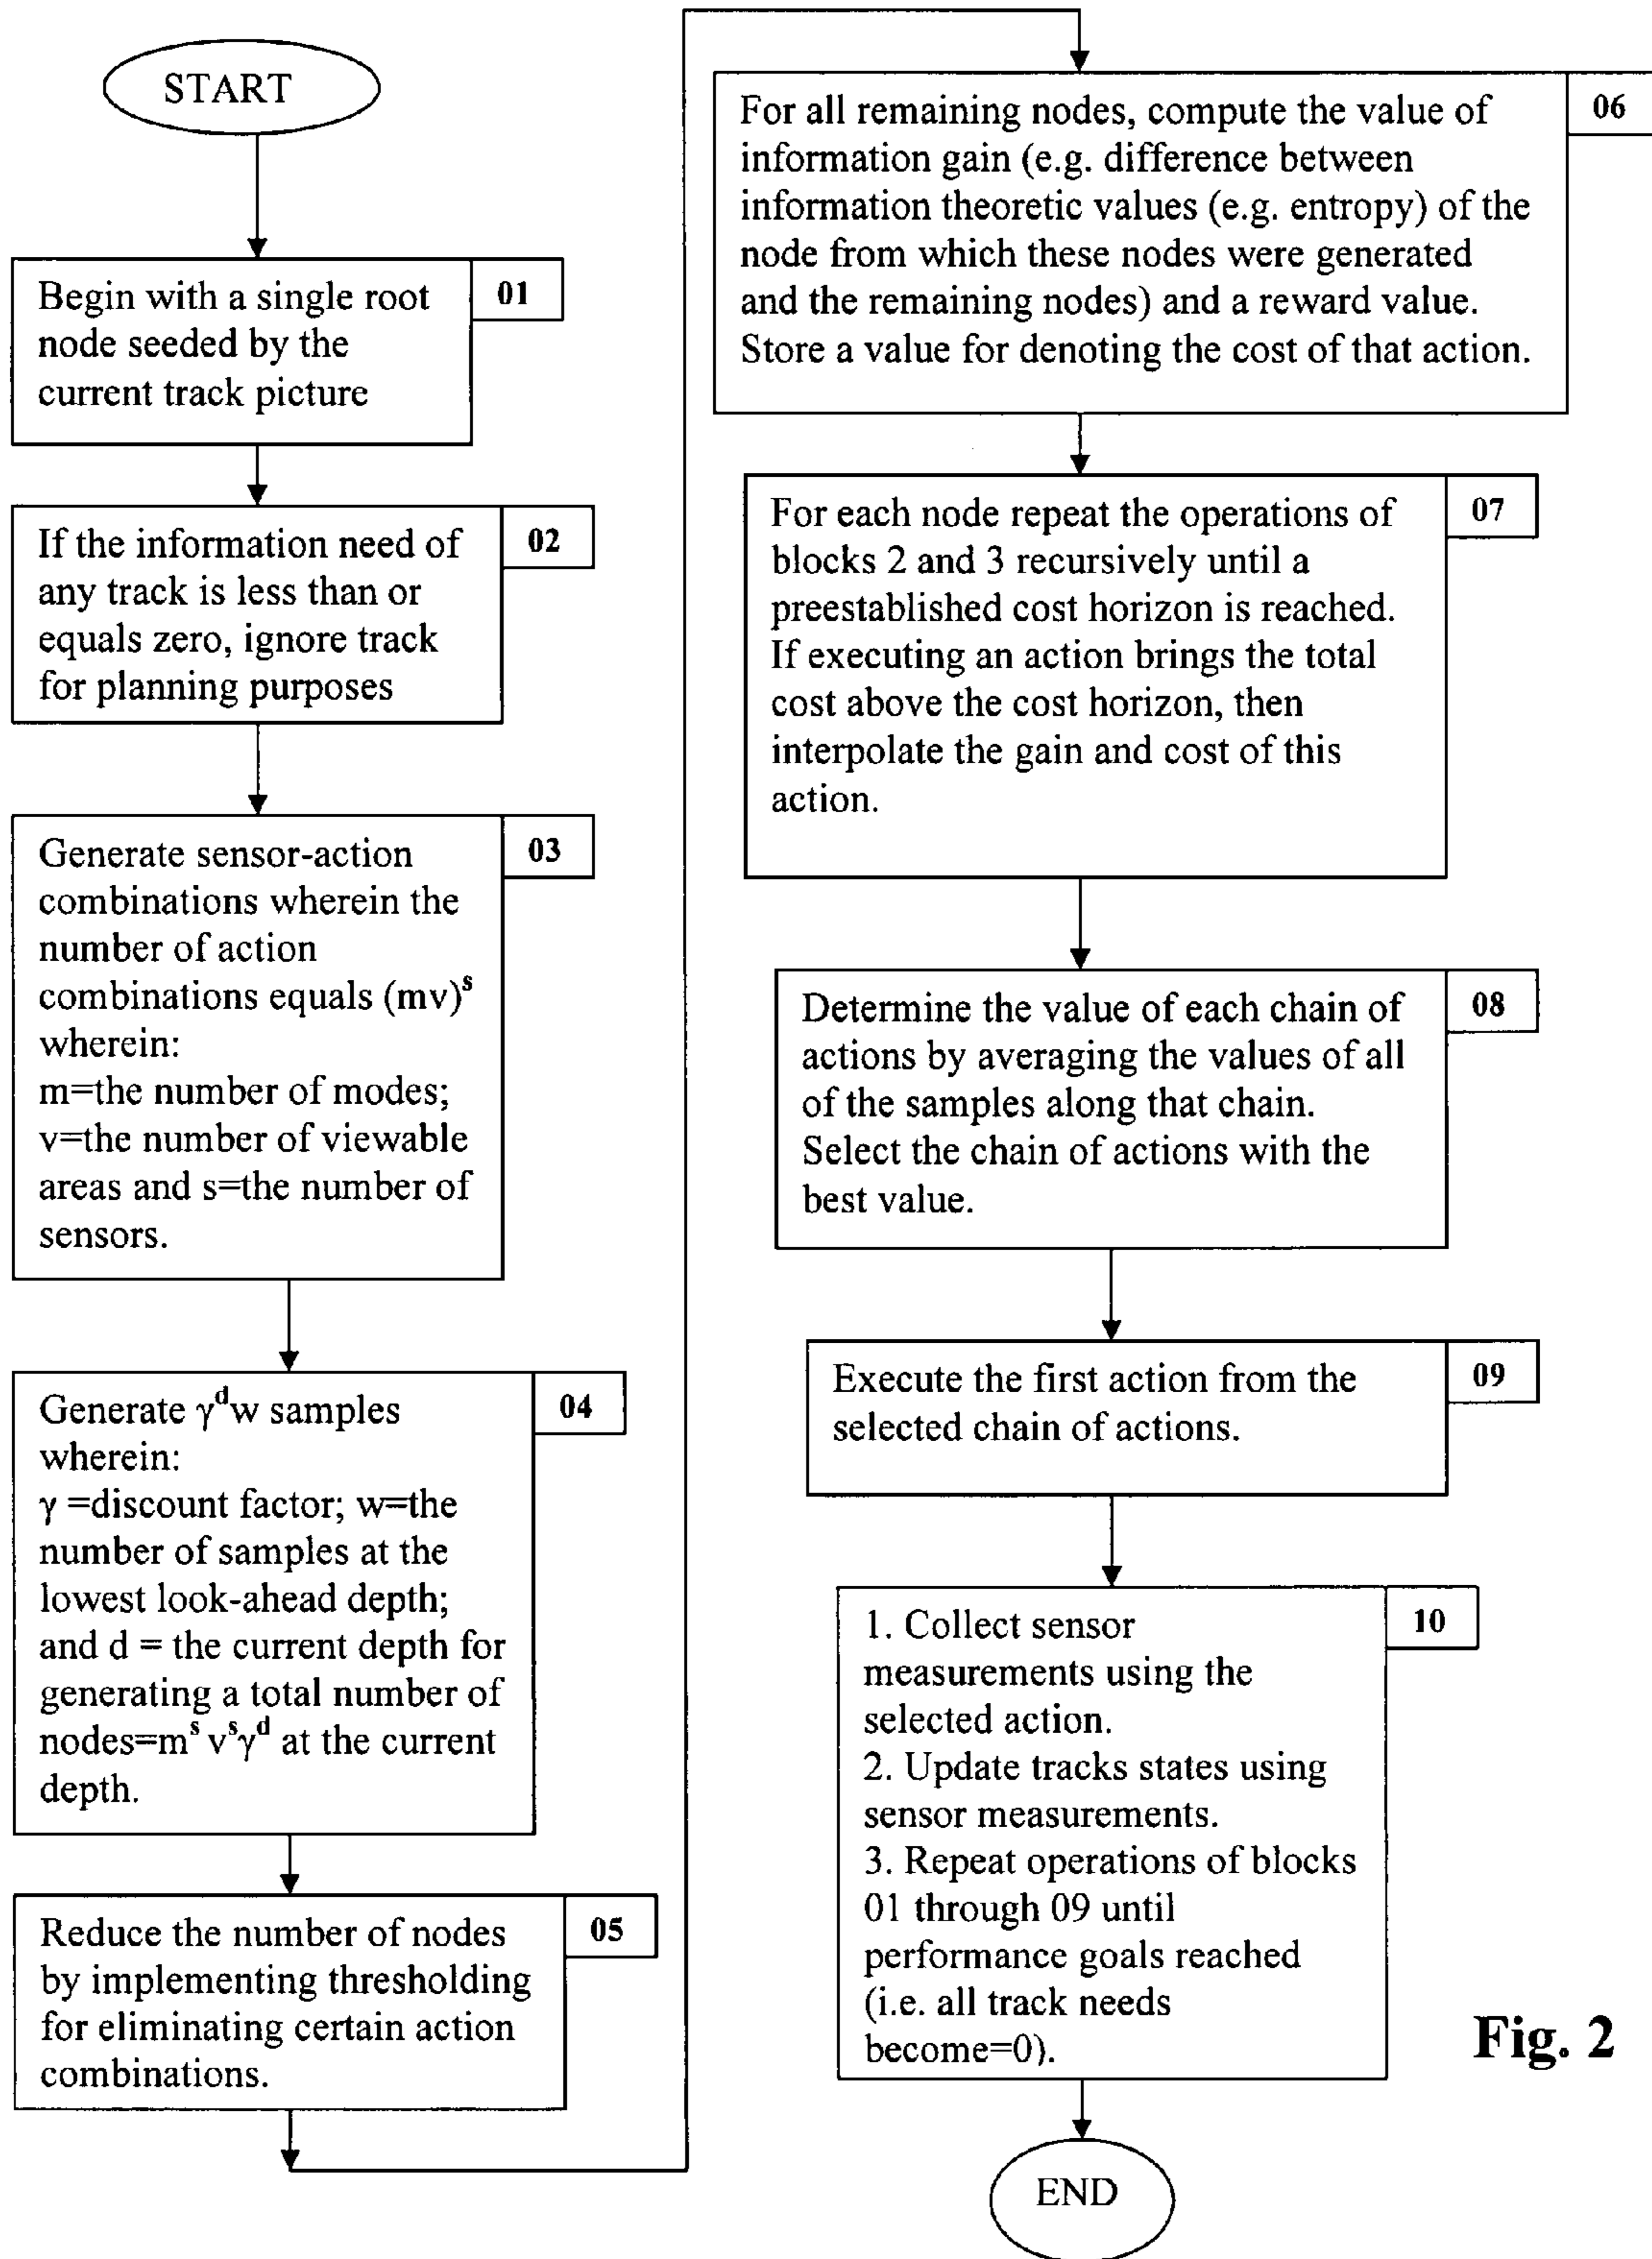 START
Begin with a single root
node seeded by the
current track picture
01
If the information need of
any track is less than or
equals zero, ignore track
for planning purposes
02
Generate sensor-action
combinations wherein the
number of action
combinations equals (mv)ˢ
wherein:
m=the number of modes;
v=the number of viewable
areas and s=the number of
sensors.
03
Generate γᵈw samples
wherein:
γ =discount factor; w=the
number of samples at the
lowest look-ahead depth;
and d = the current depth for
generating a total number of
nodes=mˢ vˢγᵈ at the current
depth.
04
Reduce the number of nodes
by implementing thresholding
for eliminating certain action
combinations.
05
For all remaining nodes, compute the value of
information gain (e.g. difference between
information theoretic values (e.g. entropy) of the
node from which these nodes were generated
and the remaining nodes) and a reward value.
Store a value for denoting the cost of that action.
06
For each node repeat the operations of
blocks 2 and 3 recursively until a
preestablished cost horizon is reached.
If executing an action brings the total
cost above the cost horizon, then
interpolate the gain and cost of this
action.
07
Determine the value of each chain of
actions by averaging the values of all
of the samples along that chain.
Select the chain of actions with the
best value.
08
Execute the first action from the
selected chain of actions.
09
1. Collect sensor
measurements using the
selected action.
2. Update tracks states using
sensor measurements.
3. Repeat operations of blocks
01 through 09 until
performance goals reached
(i.e. all track needs
become=0).
10
END
Fig. 2